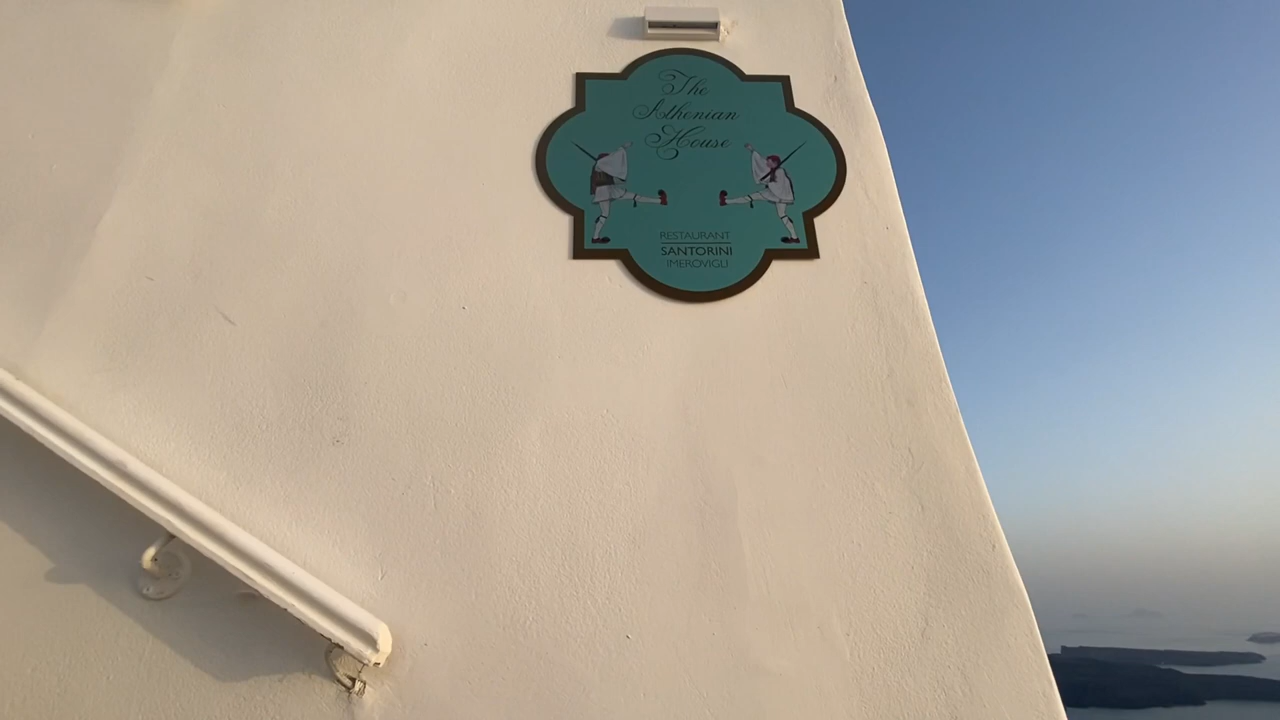 The
Athenian
House
RESTAURANT
SANTORINI
IMEROVIGLI